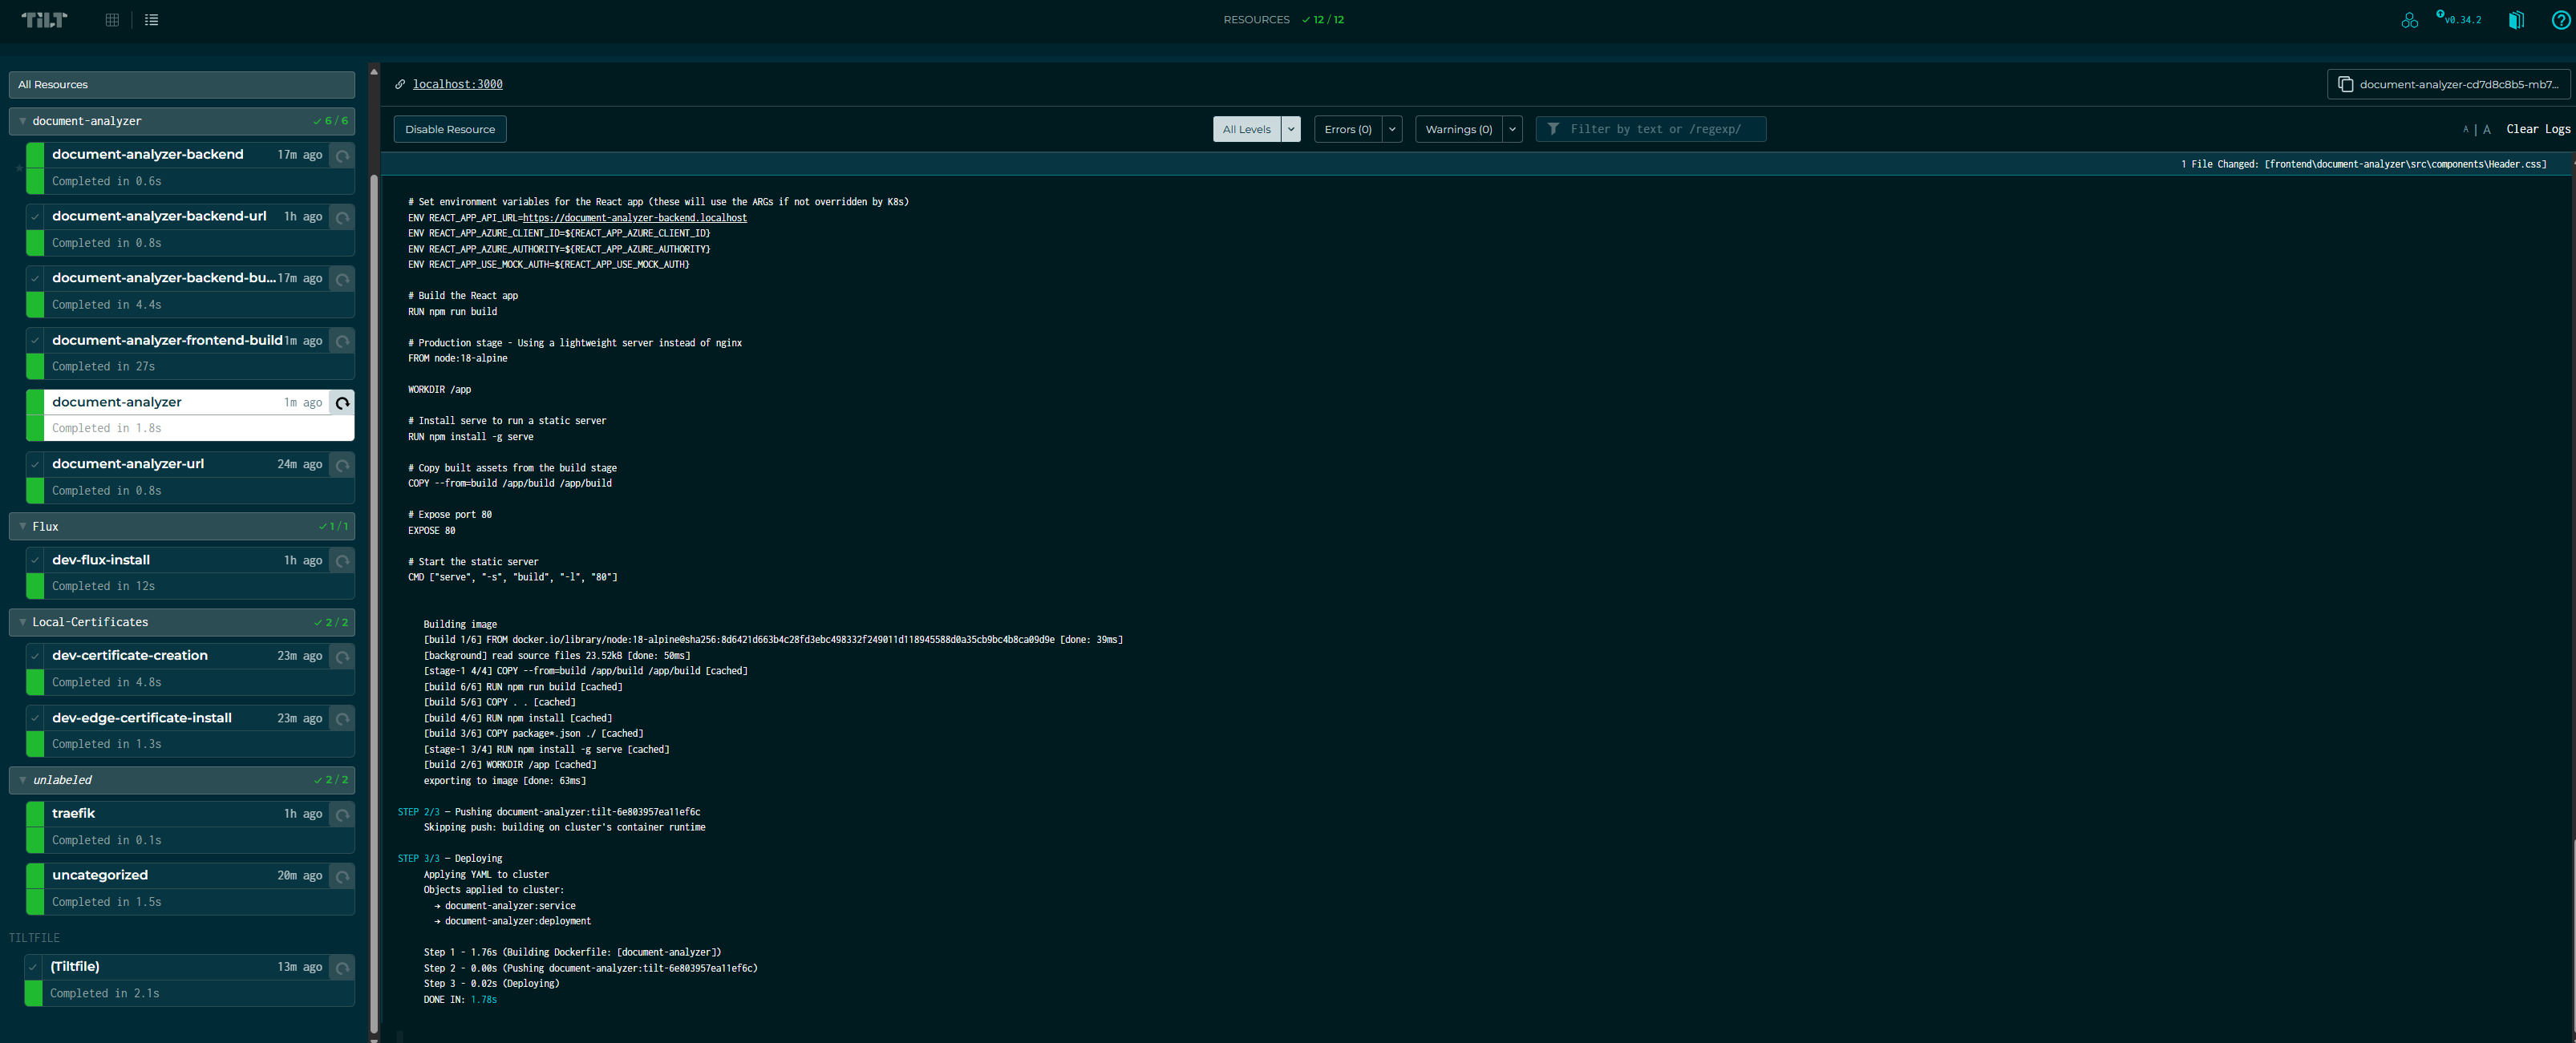 TILT
RESOURCES ✓ 12 / 12
v0.34.2
All Resources
document-analyzer ✓ 6 / 6
document-analyzer-backend 17m ago
Completed in 0.6s
document-analyzer-backend-url 1h ago
Completed in 0.8s
document-analyzer-backend-bu... 17m ago
Completed in 4.4s
document-analyzer-frontend-build 1m ago
Completed in 27s
document-analyzer 1m ago
Completed in 1.8s
document-analyzer-url 24m ago
Completed in 0.8s
Flux ✓ 1 / 1
dev-flux-install 1h ago
Completed in 12s
Local-Certificates ✓ 2 / 2
dev-certificate-creation 23m ago
Completed in 4.8s
dev-edge-certificate-install 23m ago
Completed in 1.3s
unlabeled ✓ 2 / 2
traefik 1h ago
Completed in 0.1s
uncategorized 20m ago
Completed in 1.5s
TILTFILE
(Tiltfile) 13m ago
Completed in 2.1s
localhost:3000
document-analyzer-cd7d8c8b5-mb7...
Disable Resource
All Levels
Errors (0)
Warnings (0)
Filter by text or /regexp/
A | A
Clear Logs
1 File Changed: [frontend\document-analyzer\src\components\Header.css]
# Set environment variables for the React app (these will use the ARGs if not overridden by K8s)
ENV REACT_APP_API_URL=https://document-analyzer-backend.localhost
ENV REACT_APP_AZURE_CLIENT_ID=${REACT_APP_AZURE_CLIENT_ID}
ENV REACT_APP_AZURE_AUTHORITY=${REACT_APP_AZURE_AUTHORITY}
ENV REACT_APP_USE_MOCK_AUTH=${REACT_APP_USE_MOCK_AUTH}
# Build the React app
RUN npm run build
# Production stage - Using a lightweight server instead of nginx
FROM node:18-alpine
WORKDIR /app
# Install serve to run a static server
RUN npm install -g serve
# Copy built assets from the build stage
COPY --from=build /app/build /app/build
# Expose port 80
EXPOSE 80
# Start the static server
CMD ["serve", "-s", "build", "-l", "80"]
Building image
[build 1/6] FROM docker.io/library/node:18-alpine@sha256:8d6421d663b4c28fd3ebc498332f249011d118945588d0a35cb9bc4b8ca09d9e [done: 39ms]
[background] read source files 23.52kB [done: 50ms]
[stage-1 4/4] COPY --from=build /app/build /app/build [cached]
[build 6/6] RUN npm run build [cached]
[build 5/6] COPY . . [cached]
[build 4/6] RUN npm install [cached]
[build 3/6] COPY package*.json ./ [cached]
[stage-1 3/4] RUN npm install -g serve [cached]
[build 2/6] WORKDIR /app [cached]
exporting to image [done: 63ms]
STEP 2/3 — Pushing document-analyzer:tilt-6e803957ea11ef6c
Skipping push: building on cluster's container runtime
STEP 3/3 — Deploying
Applying YAML to cluster
Objects applied to cluster:
→ document-analyzer:service
→ document-analyzer:deployment
Step 1 - 1.76s (Building Dockerfile: [document-analyzer])
Step 2 - 0.00s (Pushing document-analyzer:tilt-6e803957ea11ef6c)
Step 3 - 0.02s (Deploying)
DONE IN: 1.78s